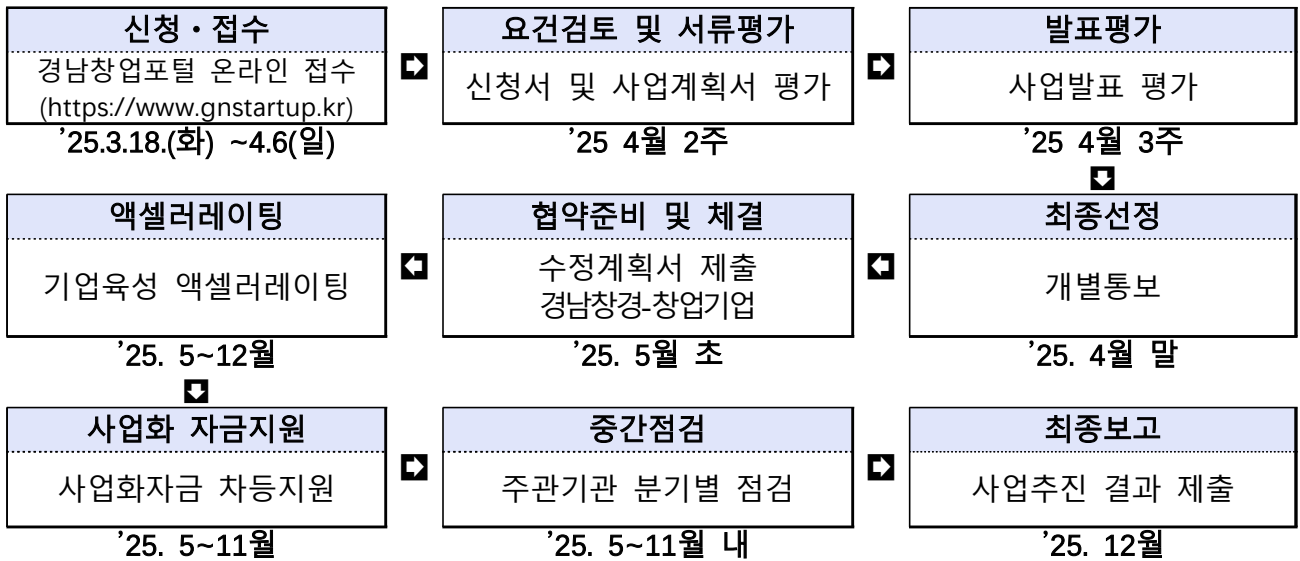 신청・접수
경남창업포털 온라인 접수
(https://www.gnstartup.kr)
’25.3.18.(화) ~4.6(일)
요건검토 및 서류평가
신청서 및 사업계획서 평가
’25 4월 2주
발표평가
사업발표 평가
’25 4월 3주
최종선정
개별통보
’25. 4월 말
협약준비 및 체결
수정계획서 제출
경남창경-창업기업
’25. 5월 초
액셀러레이팅
기업육성 액셀러레이팅
’25. 5~12월
사업화 자금지원
사업화자금 차등지원
’25. 5~11월
중간점검
주관기관 분기별 점검
’25. 5~11월 내
최종보고
사업추진 결과 제출
’25. 12월